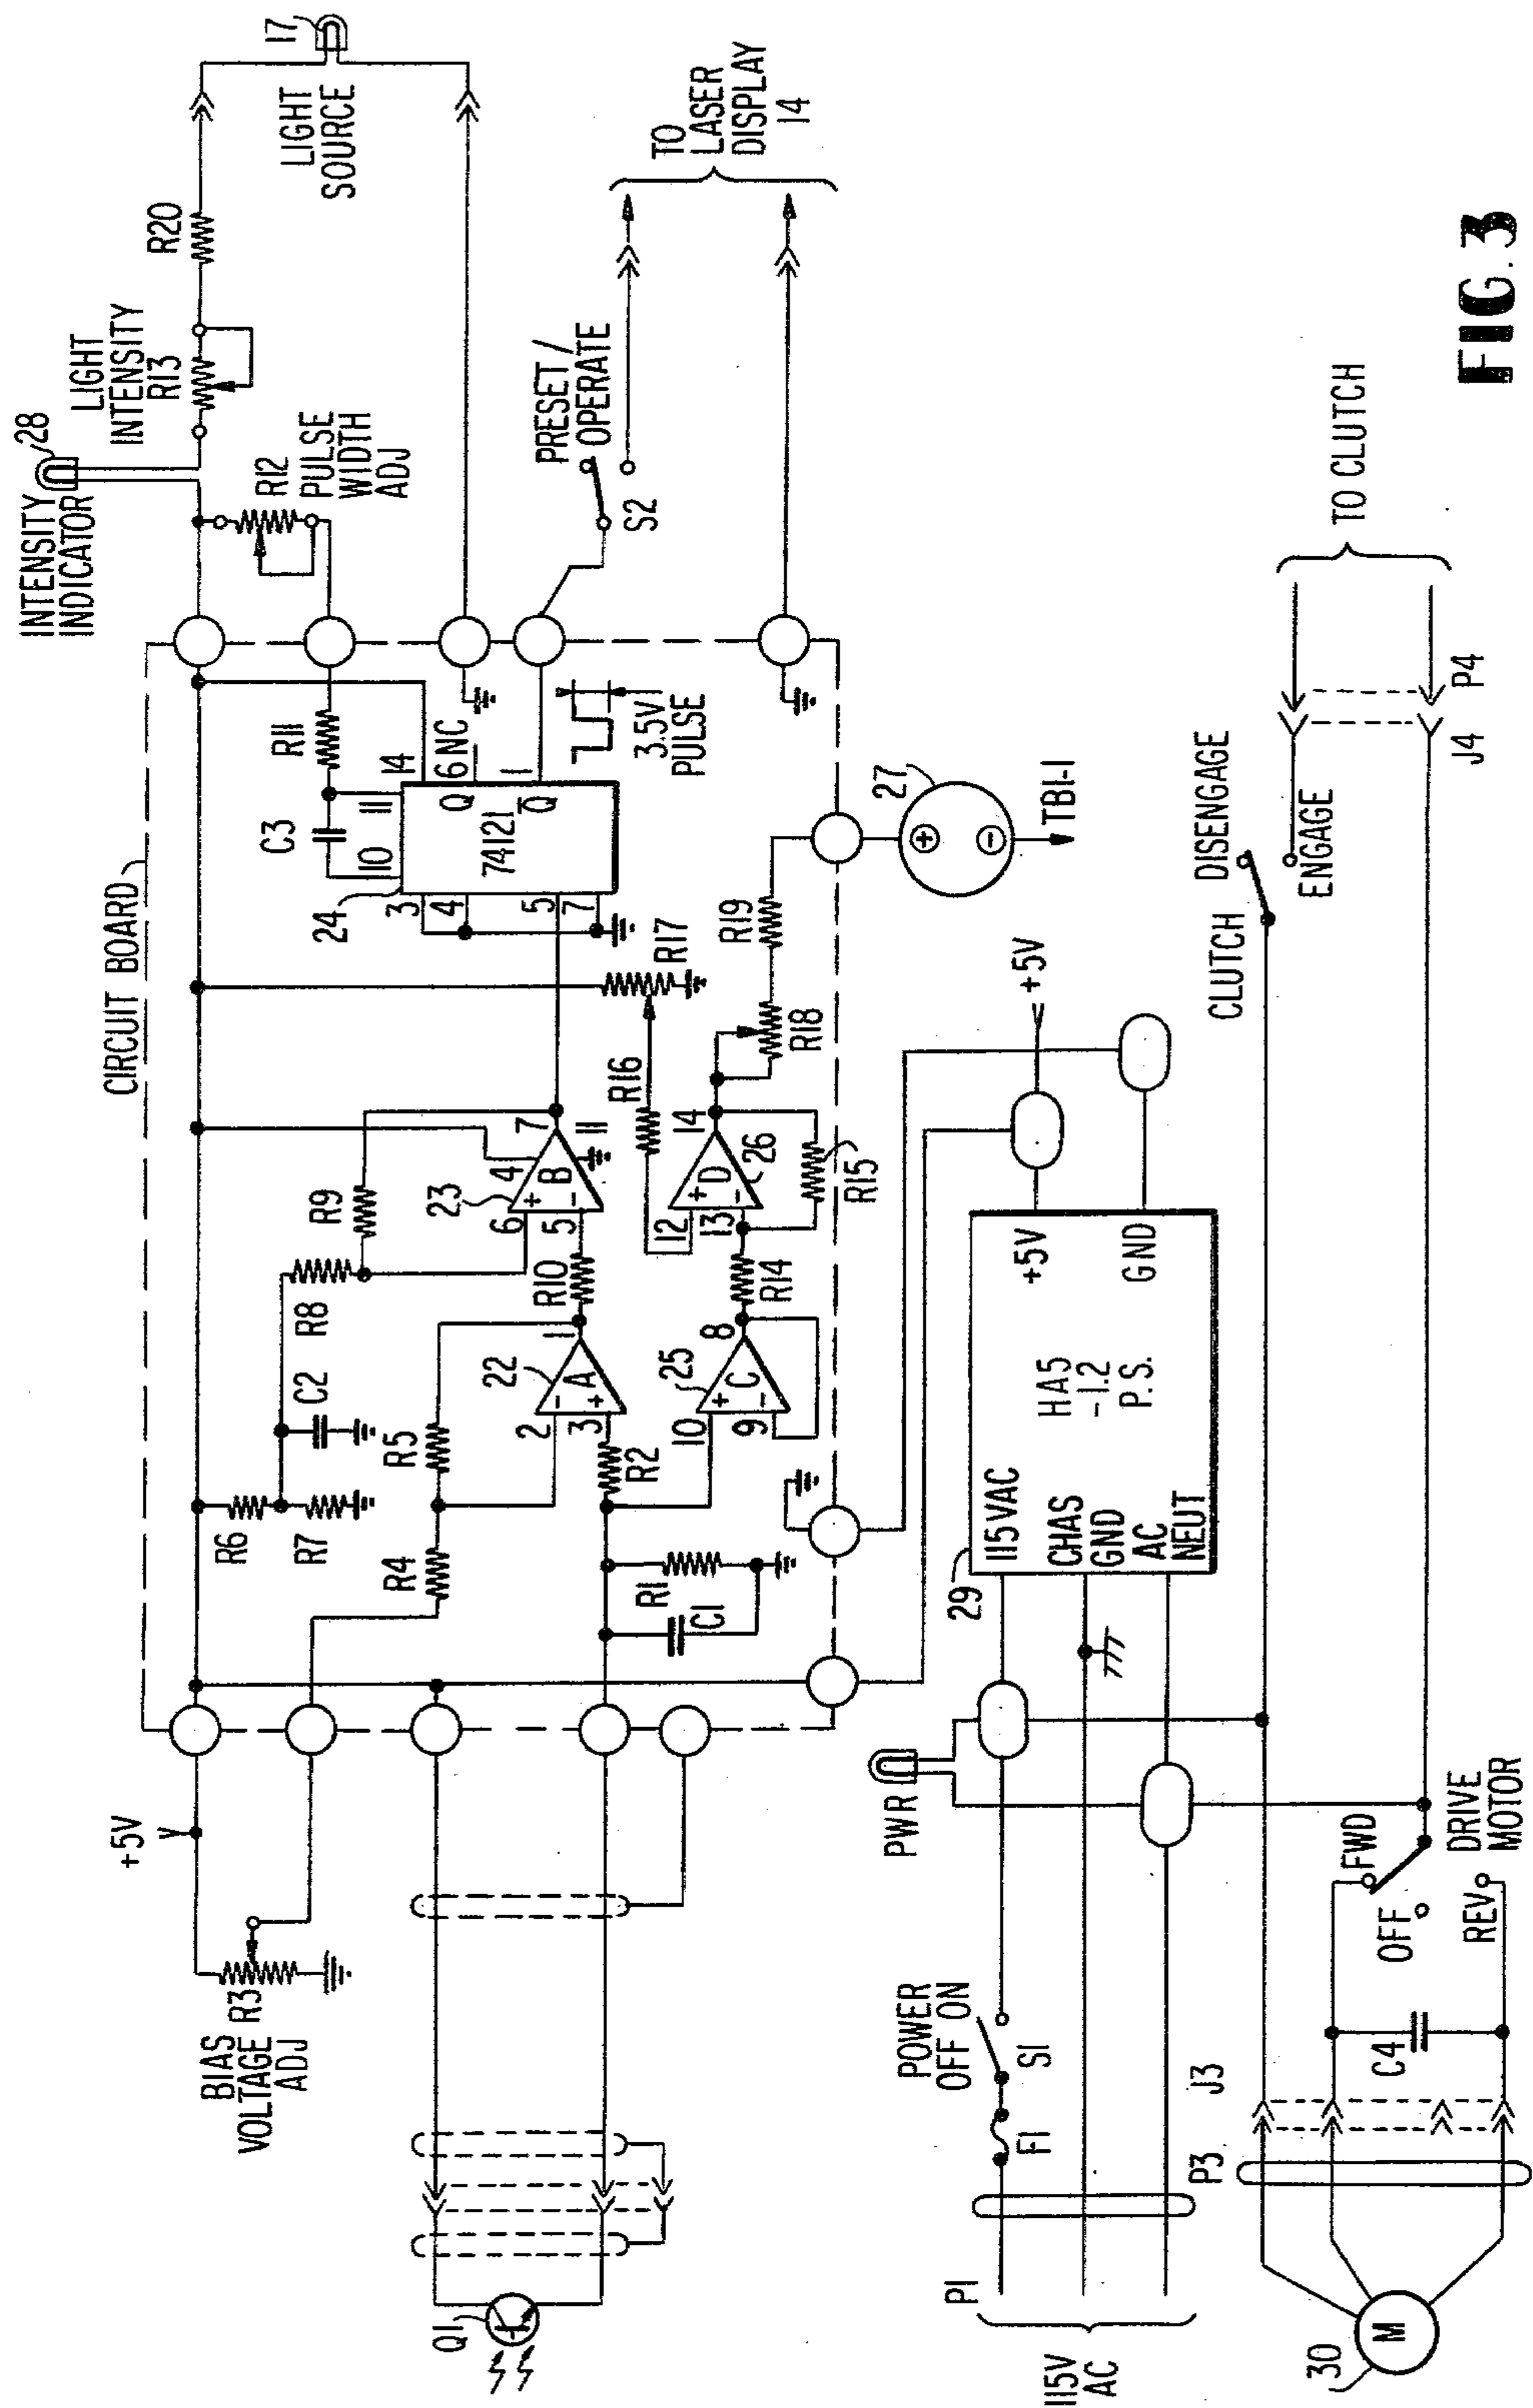 BIAS
VOLTAGE R3
ADJ
+5V
CIRCUIT BOARD
INTENSITY
INDICATOR
28
LIGHT
INTENSITY
R13
R20
17
LIGHT
SOURCE
R12
PULSE
WIDTH
ADJ
R6
R7
C2
R8
R9
R4
R5
R11
C3
10
11
14
24
3
4
5
7
74121
Q
6 NC
Q
1
3.5V
PULSE
PRESET /
OPERATE
S2
TO
LASER
DISPLAY
14
Q1
R1
C1
R2
2
3
-
+
A
22
1
R10
6
5
+
-
B
23
4
7
11
R16
R17
10
9
+
-
C
25
8
R14
12
13
+
-
D
26
14
R15
R18
R19
27
+
-
TB1-1
PWR
POWER
OFF ON
S1
F1
P1
115V
AC
29
115VAC
CHAS
GND
AC
NEUT
HA5
-1.2
P.S.
+5V
GND
+5V
CLUTCH
DISENGAGE
ENGAGE
J4
P4
TO CLUTCH
30
M
P3
J3
C4
FWD
OFF
REV
DRIVE
MOTOR
FIG. 3